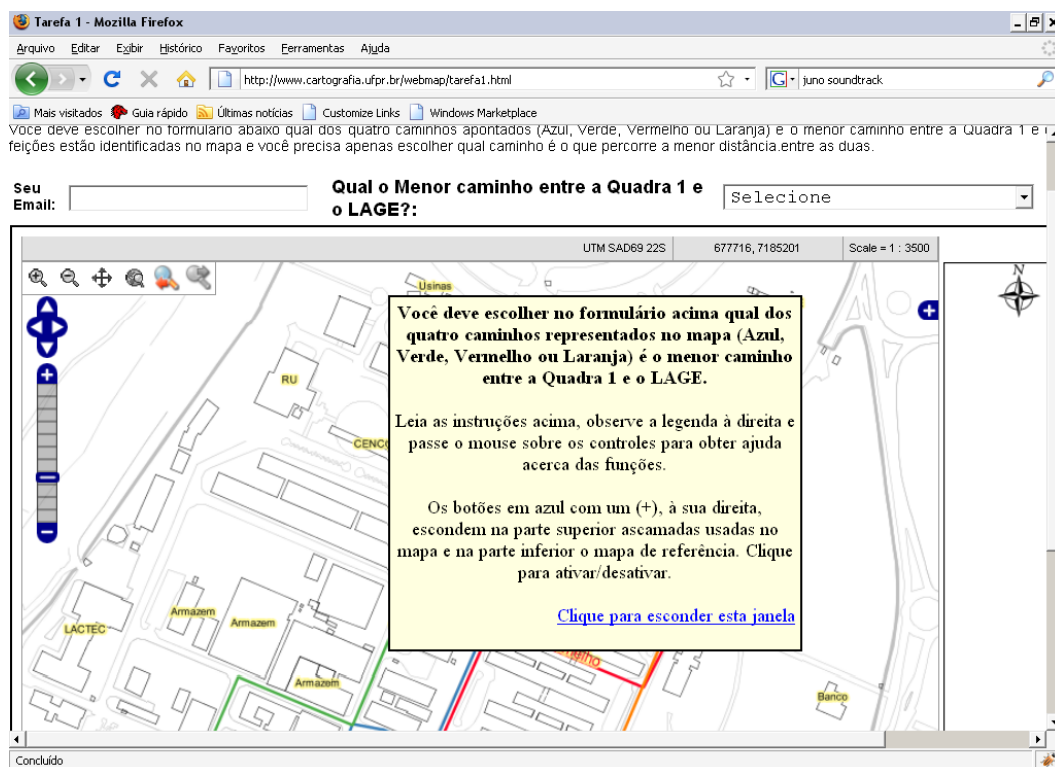 Tarefa 1 - Mozilla Firefox
Arquivo Editar Exibir Histórico Favoritos Ferramentas Ajuda
http://www.cartografia.ufpr.br/webmap/tarefa1.html
juno soundtrack
Mais visitados Guia rápido Últimas notícias Customize Links Windows Marketplace
Você deve escolher no formulário abaixo qual dos quatro caminhos apontados (Azul, Verde, Vermelho ou Laranja) é o menor caminho entre a Quadra 1 e
feições estão identificadas no mapa e você precisa apenas escolher qual caminho é o que percorre a menor distância.entre as duas.
Seu
Email:
Qual o Menor caminho entre a Quadra 1 e
o LAGE?:
Selecione
UTM SAD69 22S 677716, 7185201 Scale = 1 : 3500
N
Usinas
Você deve escolher no formulário acima qual dos
quatro caminhos representados no mapa (Azul,
Verde, Vermelho ou Laranja) é o menor caminho
entre a Quadra 1 e o LAGE.
Leia as instruções acima, observe a legenda à direita e
passe o mouse sobre os controles para obter ajuda
acerca das funções.
Os botões em azul com um (+), à sua direita,
escondem na parte superior ascamadas usadas no
mapa e na parte inferior o mapa de referência. Clique
para ativar/desativar.
Clique para esconder esta janela
RU
Armazem
Armazem
LACTEC
Armazem
Banco
Concluído